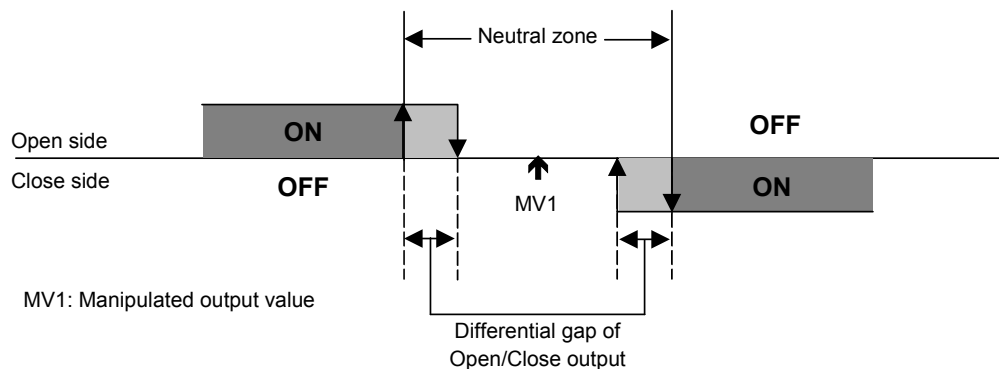 Neutral zone
ON
OFF
Open side
Close side
OFF
MV1
ON
MV1: Manipulated output value
Differential gap of
Open/Close output